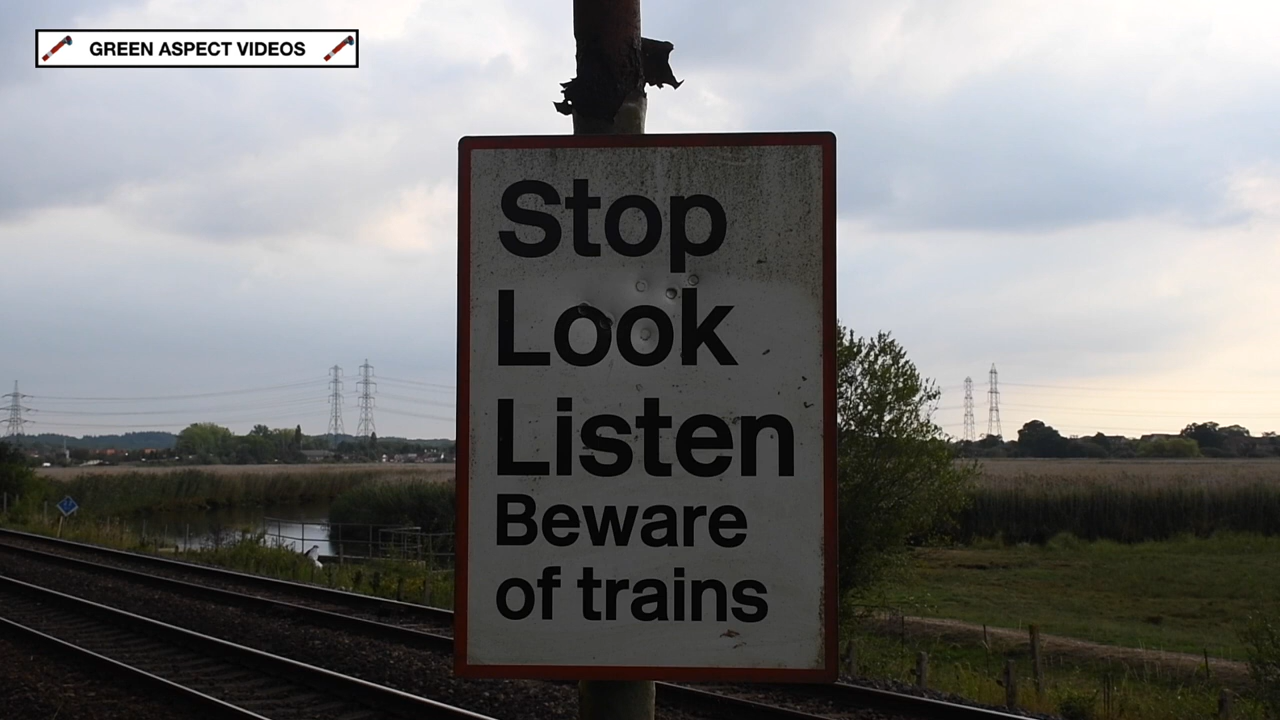 GREEN ASPECT VIDEOS
Stop
Look
Listen
Beware
of trains